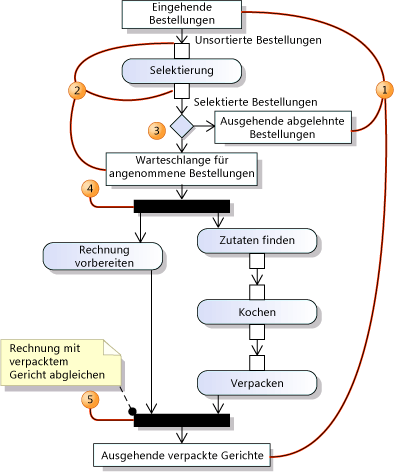 Eingehende
Bestellungen
Unsortierte Bestellungen
Selektierung
1
2
Selektierte Bestellungen
3
Ausgehende abgelehnte
Bestellungen
Warteschlange für
angenommene Bestellungen
4
Rechnung
vorbereiten
Zutaten finden
Kochen
Rechnung mit
verpacktem
Gericht abgleichen
Verpacken
5
Ausgehende verpackte Gerichte